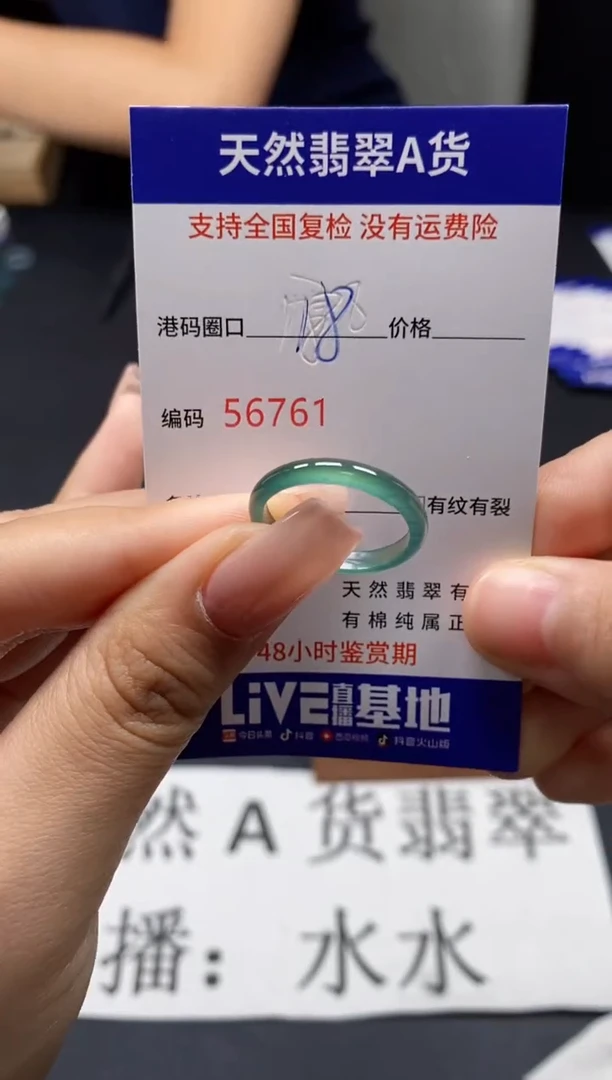 天然翡翠A货
支持全国复检 没有运费险
港码圈口 18 价格
编码 56761
有纹有裂
天然翡翠有
有棉纯属正
48小时鉴赏期
LiVE直播基地
今日头条 抖音 西瓜视频 抖音火山版
然A货翡翠
播：水水